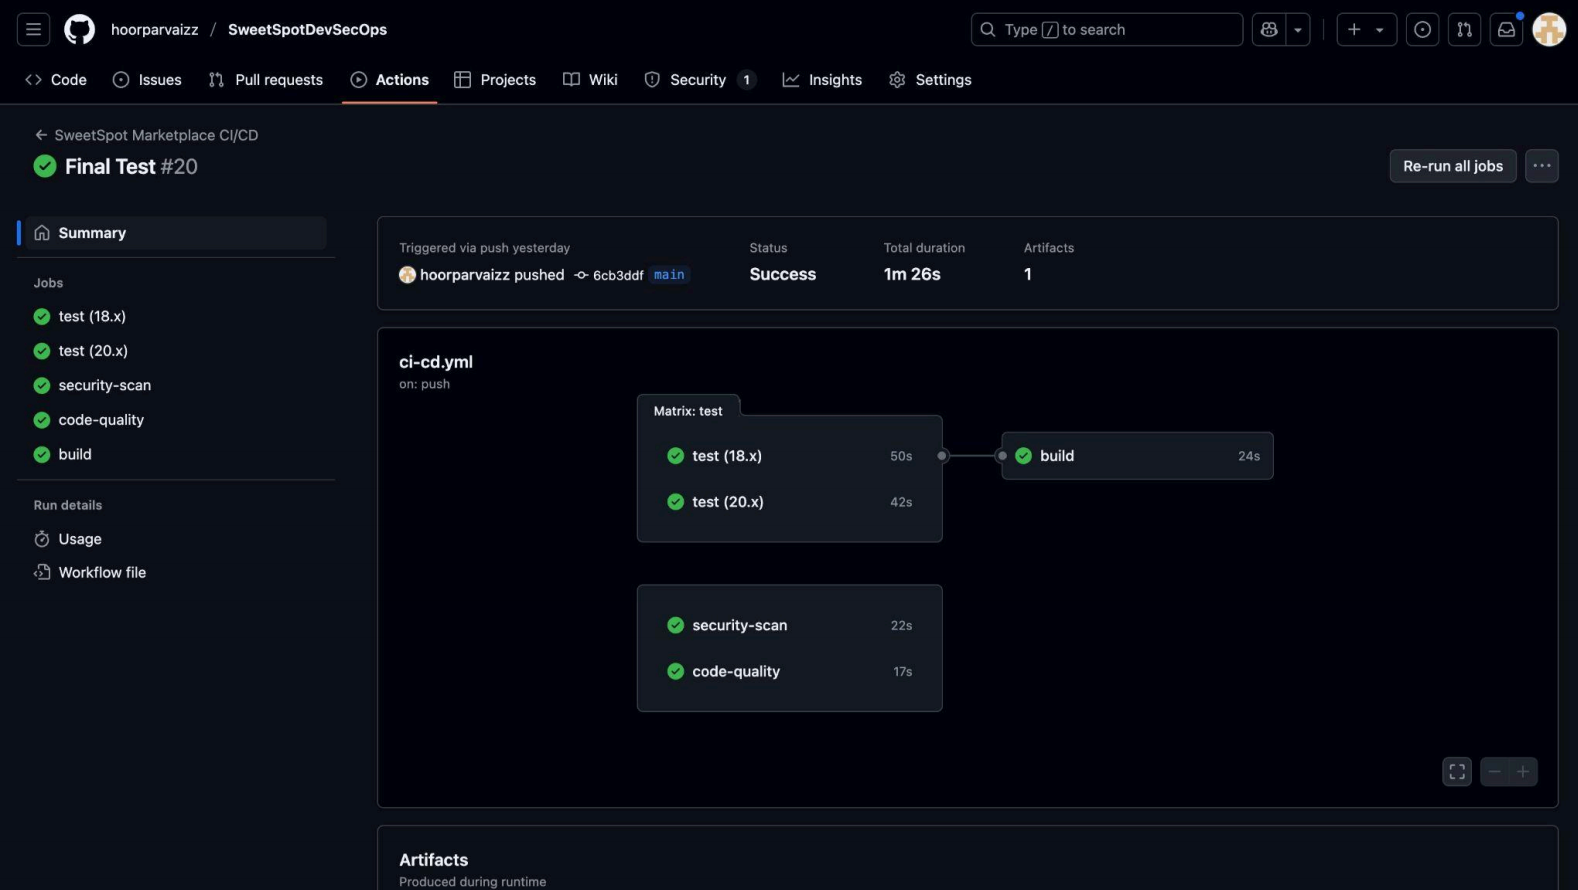 hoorparvaizz / SweetSpotDevSecOps
Type / to search
Code Issues Pull requests Actions Projects Wiki Security 1 Insights Settings
← SweetSpot Marketplace CI/CD
Final Test #20
Re-run all jobs
Summary
Jobs
test (18.x)
test (20.x)
security-scan
code-quality
build
Run details
Usage
Workflow file
Triggered via push yesterday
hoorparvaizz pushed 6cb3ddf main
Status
Success
Total duration
1m 26s
Artifacts
1
ci-cd.yml
on: push
Matrix: test
test (18.x) 50s
test (20.x) 42s
build 24s
security-scan 22s
code-quality 17s
Artifacts
Produced during runtime